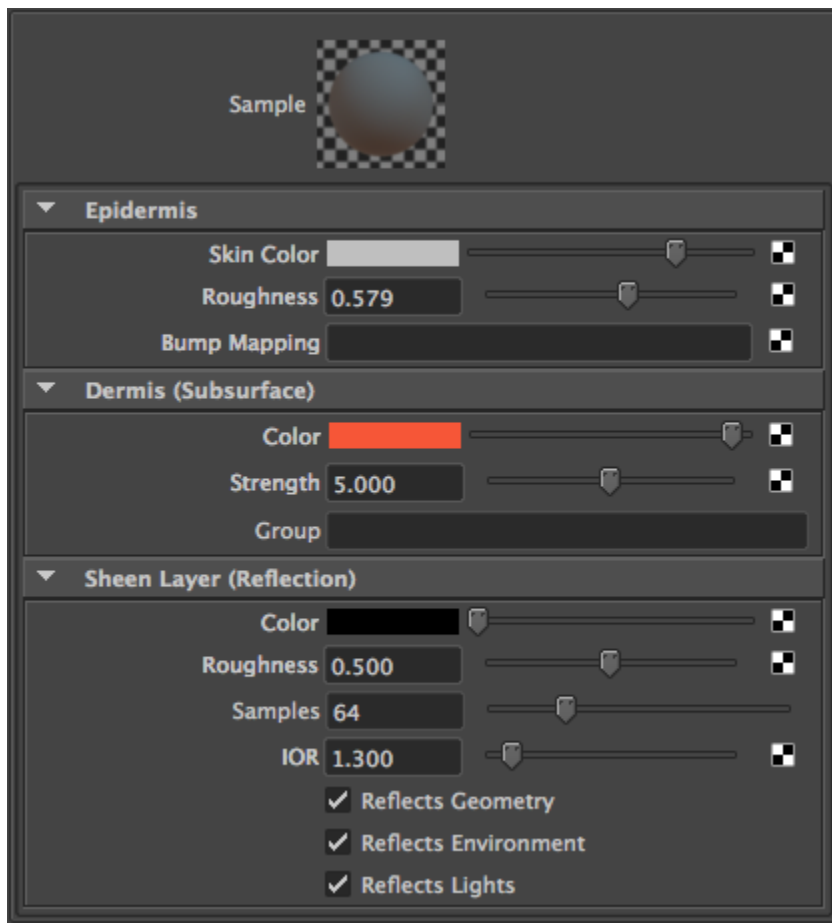 Sample
Epidermis
Skin Color
Roughness 0.579
Bump Mapping
Dermis (Subsurface)
Color
Strength 5.000
Group
Sheen Layer (Reflection)
Color
Roughness 0.500
Samples 64
IOR 1.300
Reflects Geometry
Reflects Environment
Reflects Lights